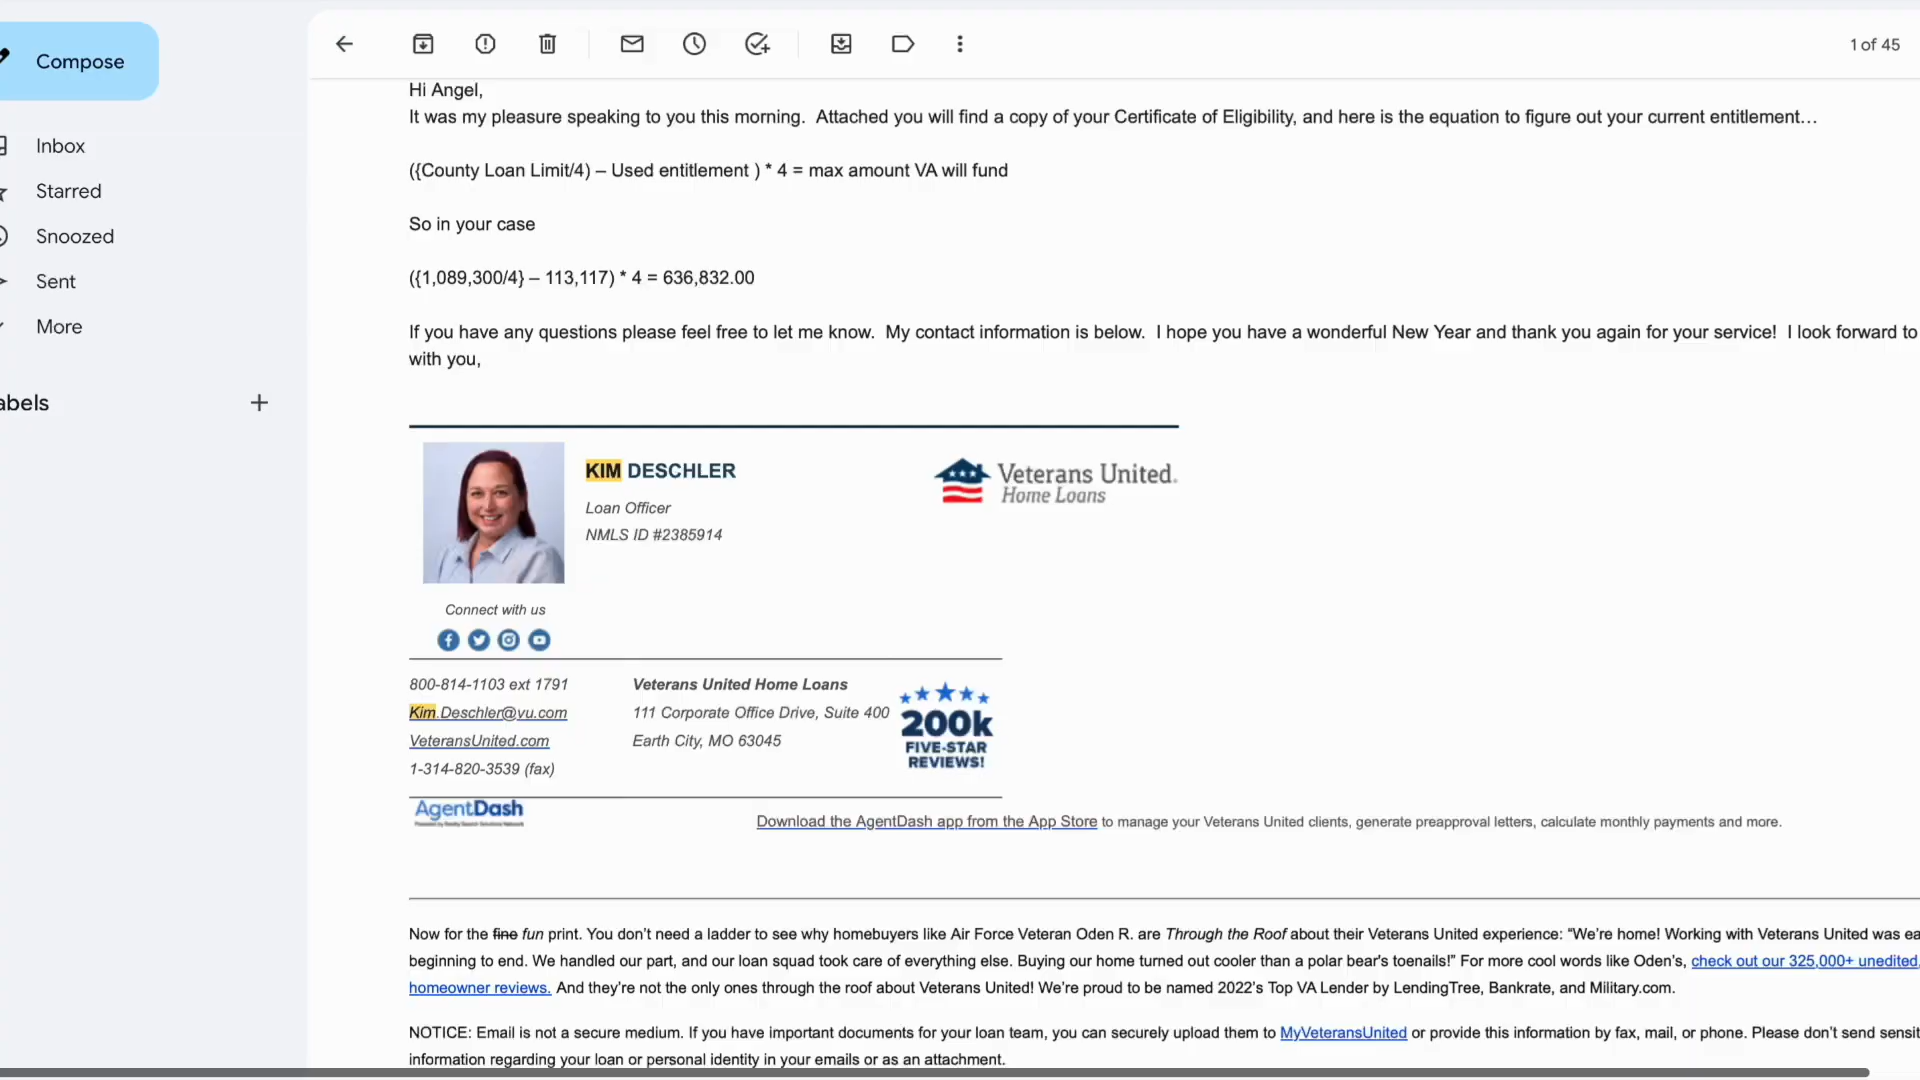 Compose
1 of 45
Inbox
Starred
Snoozed
Sent
More
abels
Hi Angel,
It was my pleasure speaking to you this morning.  Attached you will find a copy of your Certificate of Eligibility, and here is the equation to figure out your current entitlement…
({County Loan Limit/4) – Used entitlement ) * 4 = max amount VA will fund
So in your case
({1,089,300/4} – 113,117) * 4 = 636,832.00
If you have any questions please feel free to let me know.  My contact information is below.  I hope you have a wonderful New Year and thank you again for your service!  I look forward to
with you,
KIM DESCHLER
Loan Officer
NMLS ID #2385914
Veterans United.
Home Loans
Connect with us
800-814-1103 ext 1791
Kim.Deschler@vu.com
VeteransUnited.com
1-314-820-3539 (fax)
Veterans United Home Loans
111 Corporate Office Drive, Suite 400
Earth City, MO 63045
200k
FIVE-STAR
REVIEWS!
AgentDash
Download the AgentDash app from the App Store to manage your Veterans United clients, generate preapproval letters, calculate monthly payments and more.
Now for the fine fun print. You don’t need a ladder to see why homebuyers like Air Force Veteran Oden R. are Through the Roof about their Veterans United experience: “We’re home! Working with Veterans United was ea
beginning to end. We handled our part, and our loan squad took care of everything else. Buying our home turned out cooler than a polar bear's toenails!” For more cool words like Oden’s, check out our 325,000+ unedited,
homeowner reviews. And they’re not the only ones through the roof about Veterans United! We’re proud to be named 2022’s Top VA Lender by LendingTree, Bankrate, and Military.com.
NOTICE: Email is not a secure medium. If you have important documents for your loan team, you can securely upload them to MyVeteransUnited or provide this information by fax, mail, or phone. Please don’t send sensit
information regarding your loan or personal identity in your emails or as an attachment.